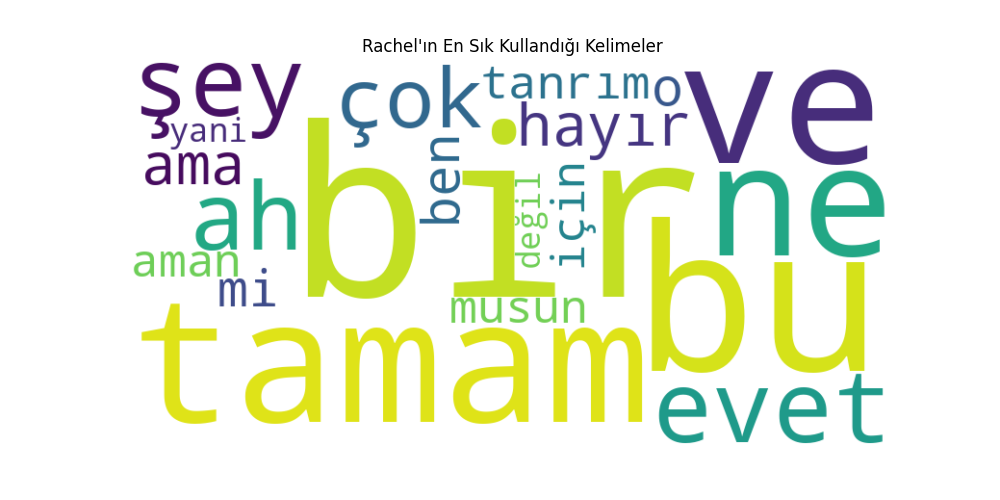 Rachel'ın En Sık Kullandığı Kelimeler
şey
çok
tanrım
o
ve
yani
hayır
ama
ben
bir
ne
ah
değil
için
aman
mi
bu
musun
tamam
evet